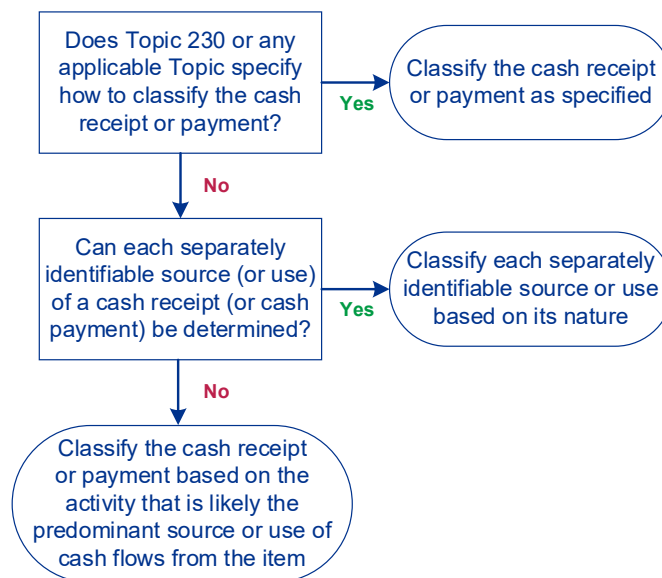 Does Topic 230 or any
applicable Topic specify
how to classify the cash
receipt or payment?
Yes
Classify the cash receipt
or payment as specified
No
Can each separately
identifiable source (or use)
of a cash receipt (or cash
payment) be determined?
Yes
Classify each separately
identifiable source or use
based on its nature
No
Classify the cash receipt
or payment based on the
activity that is likely the
predominant source or use of
cash flows from the item